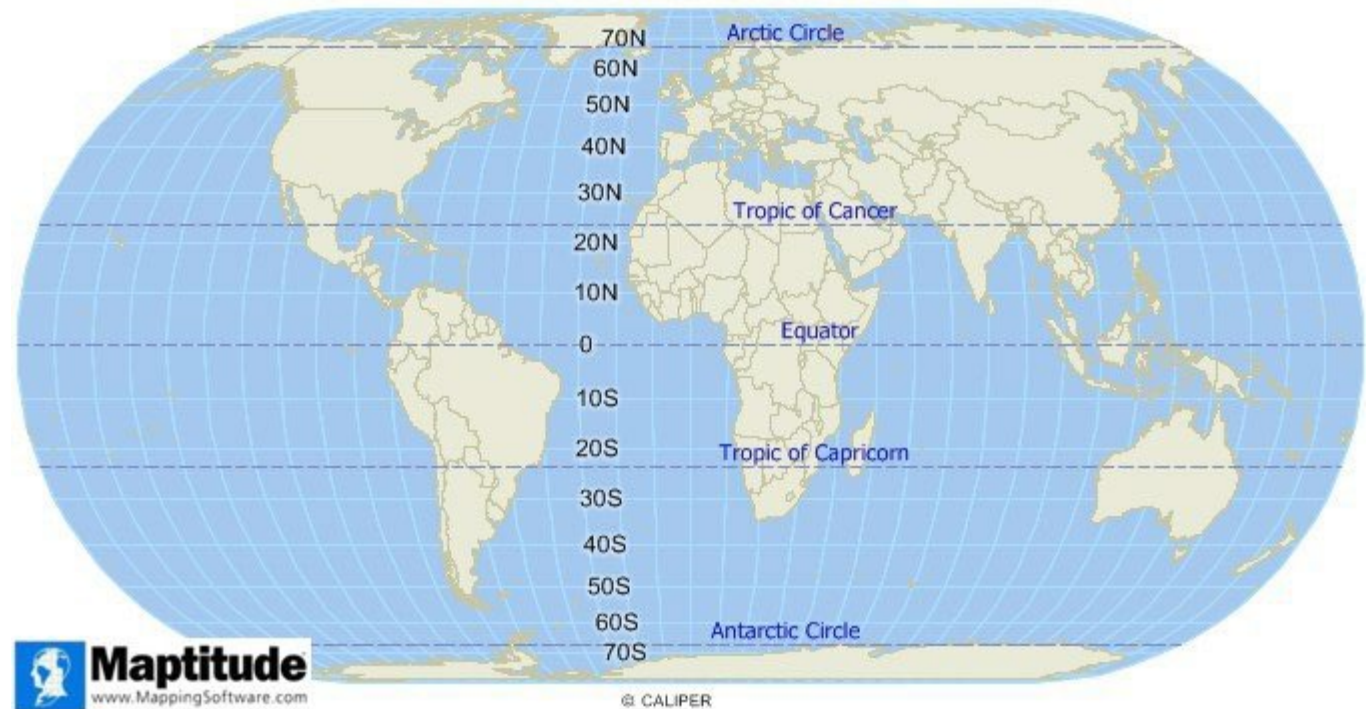 70N
Arctic Circle
60N
50N
40N
30N
Tropic of Cancer
20N
10N
Equator
0
10S
20S
Tropic of Capricorn
30S
40S
50S
60S
Antarctic Circle
70S
Maptitude
www.MappingSoftware.com
© CALIPER